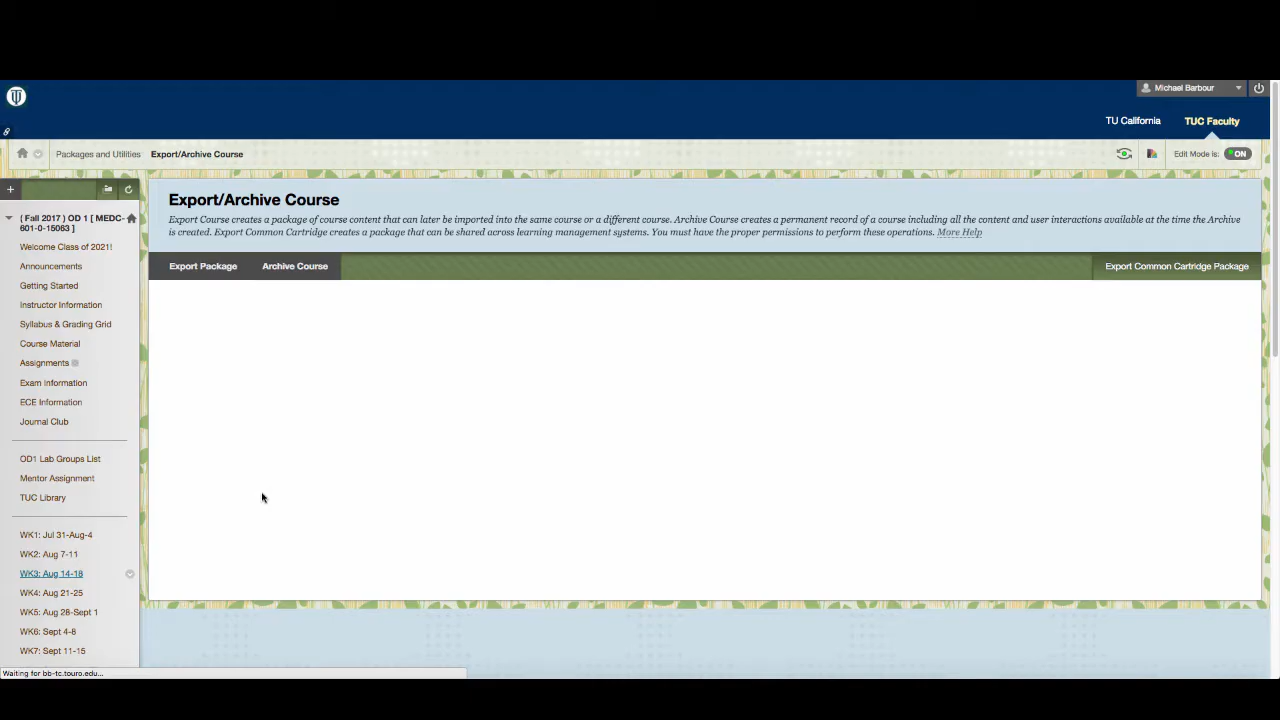 Michael Barbour
TU California
TUC Faculty
Packages and Utilities
Export/Archive Course
Edit Mode is:
ON
( Fall 2017 ) OD 1 [ MEDC-
601-0-15063 ]
Welcome Class of 2021!
Announcements
Getting Started
Instructor Information
Syllabus & Grading Grid
Course Material
Assignments
Exam Information
ECE Information
Journal Club
OD1 Lab Groups List
Mentor Assignment
TUC Library
WK1: Jul 31-Aug-4
WK2: Aug 7-11
WK3: Aug 14-18
WK4: Aug 21-25
WK5: Aug 28-Sept 1
WK6: Sept 4-8
WK7: Sept 11-15
Export/Archive Course
Export Course creates a package of course content that can later be imported into the same course or a different course. Archive Course creates a permanent record of a course including all the content and user interactions available at the time the Archive
is created. Export Common Cartridge creates a package that can be shared across learning management systems. You must have the proper permissions to perform these operations. More Help
Export Package
Archive Course
Export Common Cartridge Package
Waiting for bb-tc.touro.edu...